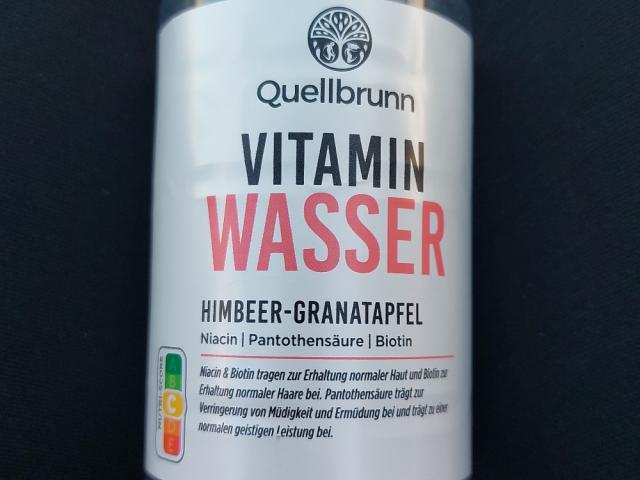 Quellbrunn
VITAMIN
WASSER
HIMBEER-GRANATAPFEL
Niacin | Pantothensäure | Biotin
Niacin & Biotin tragen zur Erhaltung normaler Haut und Biotin zur
Erhaltung normaler Haare bei. Pantothensäure trägt zur
Verringerung von Müdigkeit und Ermüdung bei und trägt zu einer
normalen geistigen Leistung bei.
NUTRI-SCORE
A B C D E